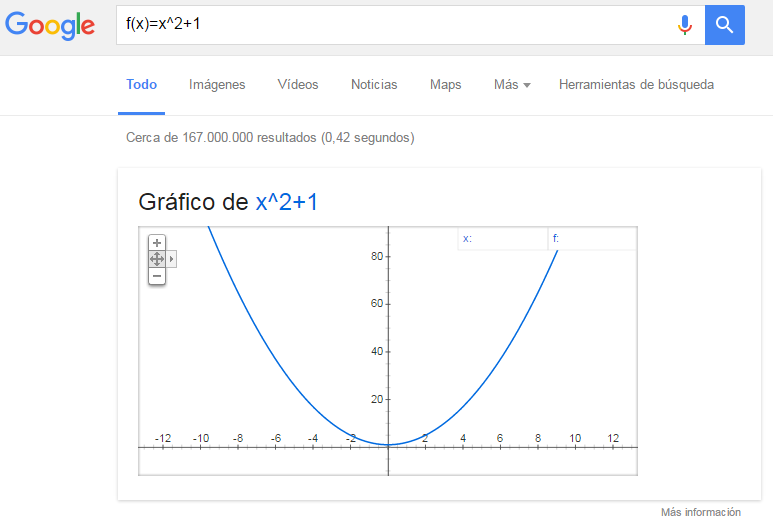 Google f(x)=x^2+1
Todo Imágenes Vídeos Noticias Maps Más Herramientas de búsqueda
Cerca de 167.000.000 resultados (0,42 segundos)
Gráfico de x^2+1
x: f:
80
60
40
20
-12 -10 -8 -6 -4 -2 2 4 6 8 10 12
Más información